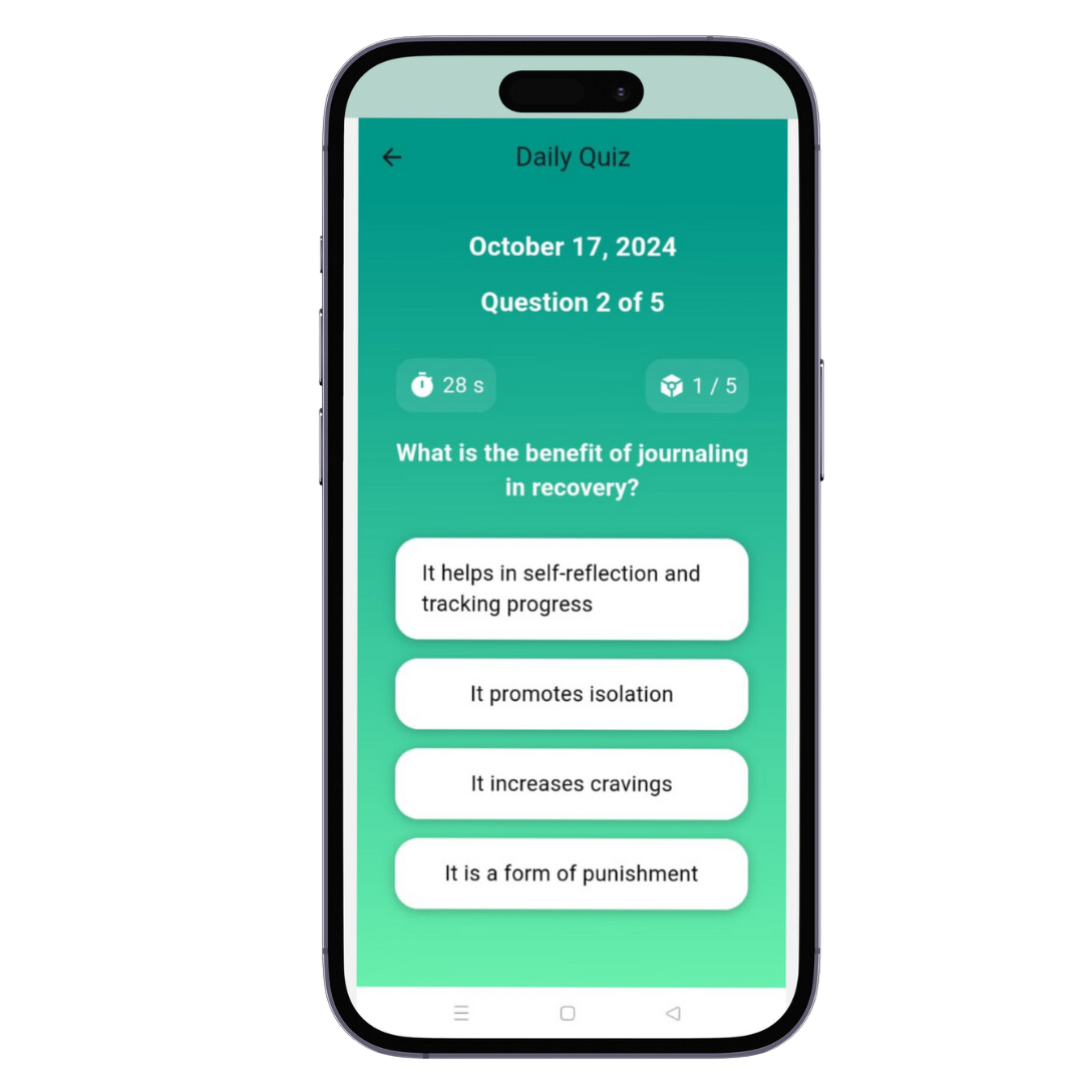 Daily Quiz
October 17, 2024
Question 2 of 5
28 s
1 / 5
What is the benefit of journaling
in recovery?
It helps in self-reflection and
tracking progress
It promotes isolation
It increases cravings
It is a form of punishment